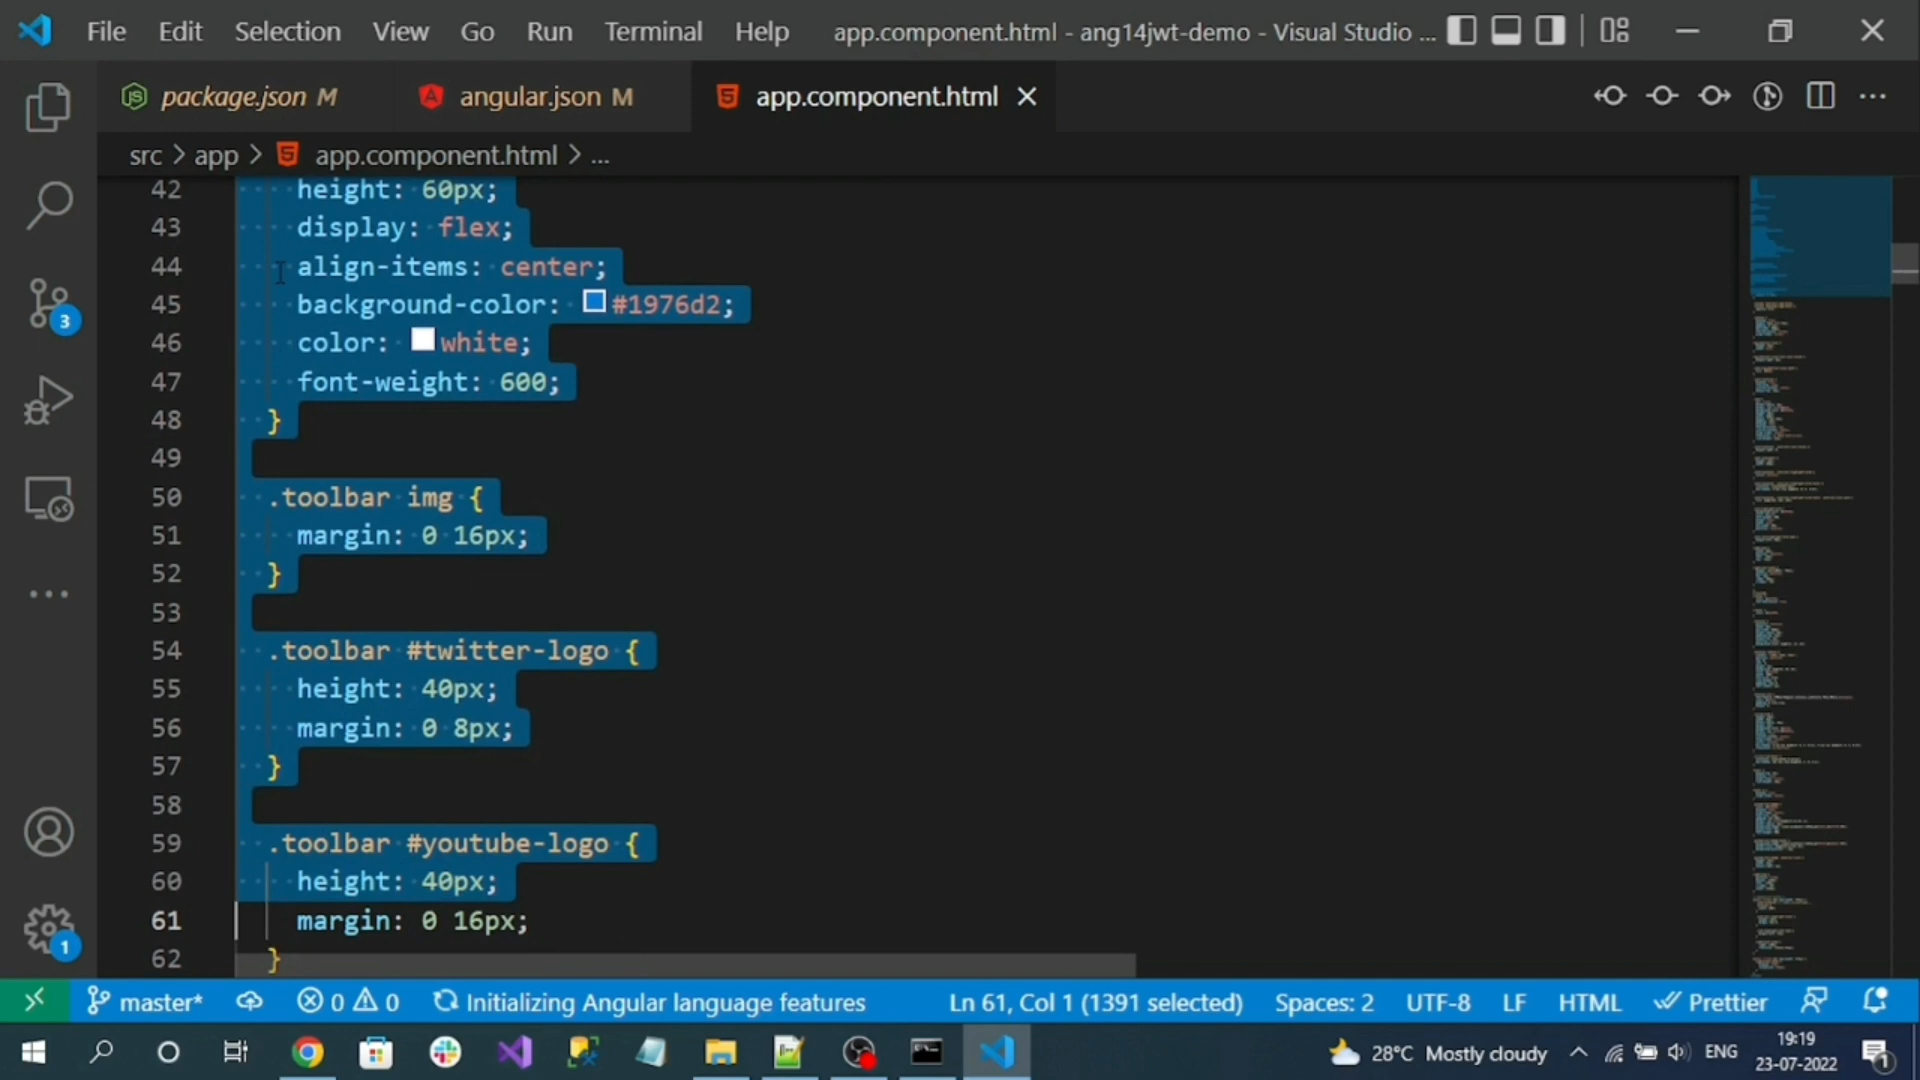 File Edit Selection View Go Run Terminal Help app.component.html - ang14jwt-demo - Visual Studio ...
package.json M angular.json M app.component.html
src > app > app.component.html > ...
42 height: 60px;
43 display: flex;
44 align-items: center;
45 background-color: #1976d2;
46 color: white;
47 font-weight: 600;
48 }
49
50 .toolbar img {
51 margin: 0 16px;
52 }
53
54 .toolbar #twitter-logo {
55 height: 40px;
56 margin: 0 8px;
57 }
58
59 .toolbar #youtube-logo {
60 height: 40px;
61 margin: 0 16px;
62 }
3
1
master* 0 0 Initializing Angular language features Ln 61, Col 1 (1391 selected) Spaces: 2 UTF-8 LF HTML Prettier
28°C Mostly cloudy ENG 19:19
23-07-2022
1